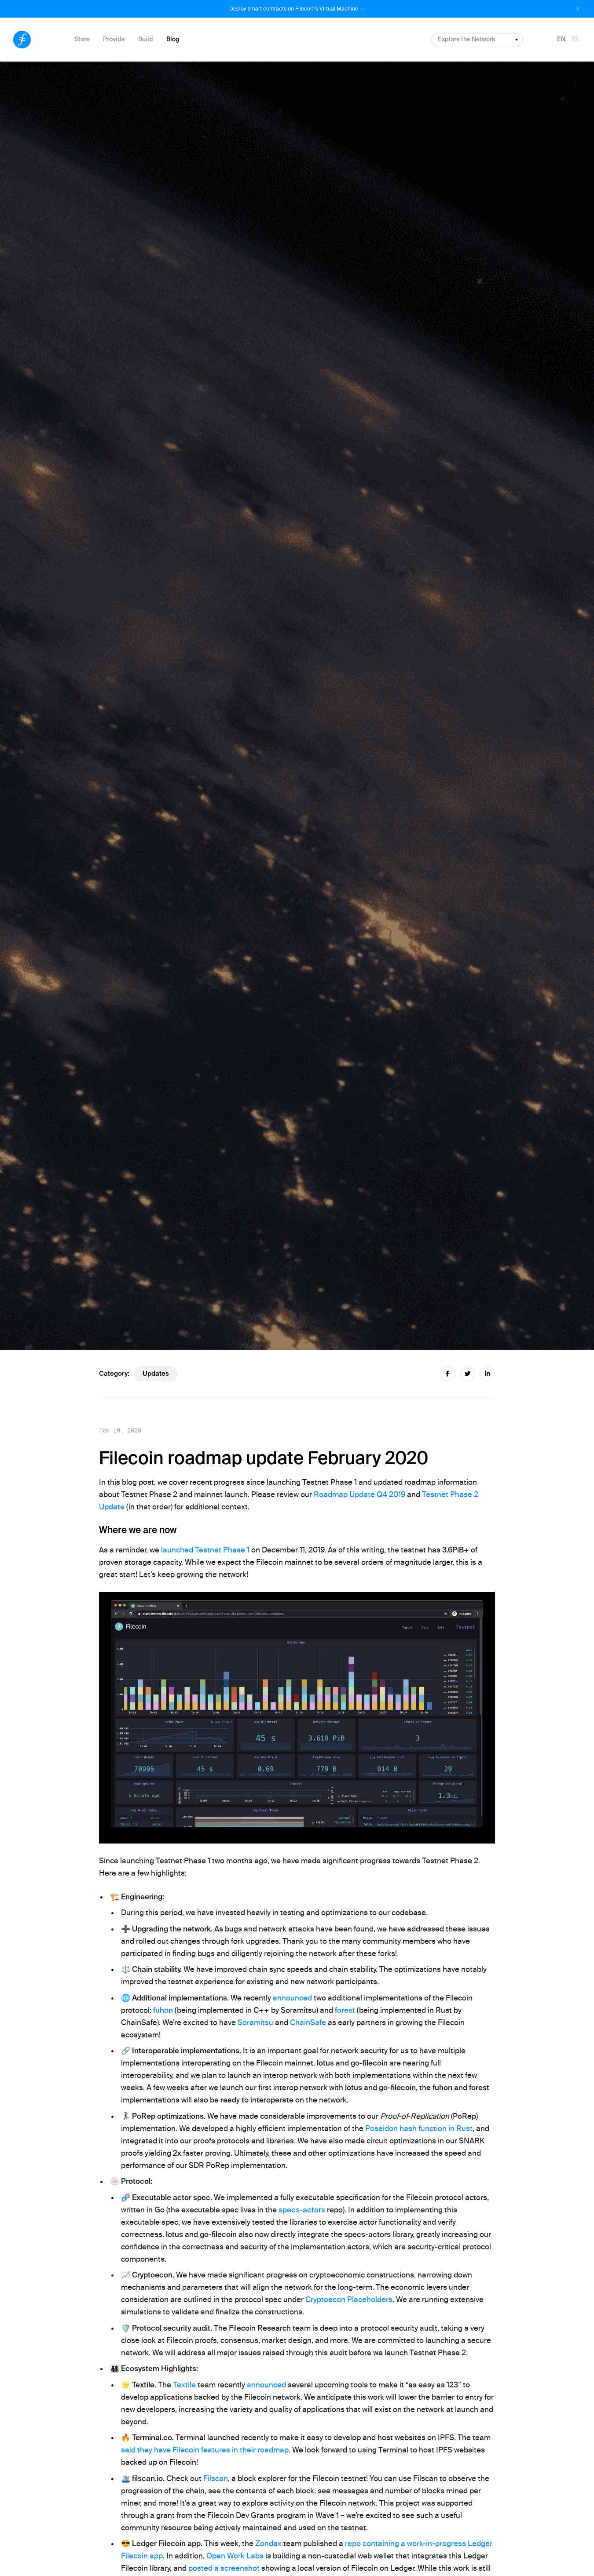 Deploy smart contracts on Filecoin's Virtual Machine →
Store Provide Build Blog
Explore the Network
EN
Category: Updates
Feb 19, 2020
Filecoin roadmap update February 2020
In this blog post, we cover recent progress since launching Testnet Phase 1 and updated roadmap information
about Testnet Phase 2 and mainnet launch. Please review our Roadmap Update Q4 2019 and Testnet Phase 2
Update (in that order) for additional context.
Where we are now
As a reminder, we launched Testnet Phase 1 on December 11, 2019. As of this writing, the testnet has 3.6PiB+ of
proven storage capacity. While we expect the Filecoin mainnet to be several orders of magnitude larger, this is a
great start! Let's keep growing the network!
Filecoin
Testnet
45 s
3.618 PiB
3
70995
45 s
0.69
779 B
914 B
29
Since launching Testnet Phase 1 two months ago, we have made significant progress towards Testnet Phase 2.
Here are a few highlights:
• 🏗️ Engineering:
• During this period, we have invested heavily in testing and optimizations to our codebase.
• ➕ Upgrading the network. As bugs and network attacks have been found, we have addressed these issues
and rolled out changes through fork upgrades. Thank you to the many community members who have
participated in finding bugs and diligently rejoining the network after these forks!
• ⚖️ Chain stability. We have improved chain sync speeds and chain stability. The optimizations have notably
improved the testnet experience for existing and new network participants.
• 🌐 Additional implementations. We recently announced two additional implementations of the Filecoin
protocol: fuhon (being implemented in C++ by Soramitsu) and forest (being implemented in Rust by
ChainSafe). We're excited to have Soramitsu and ChainSafe as early partners in growing the Filecoin
ecosystem!
• 🔗 Interoperable implementations. It is an important goal for network security for us to have multiple
implementations interoperating on the Filecoin mainnet. lotus and go-filecoin are nearing full
interoperability, and we plan to launch an interop network with both implementations within the next few
weeks. A few weeks after we launch our first interop network with lotus and go-filecoin, the fuhon and forest
implementations will also be ready to interoperate on the network.
• 🏃‍♀️ PoRep optimizations. We have made considerable improvements to our Proof-of-Replication (PoRep)
implementation. We developed a highly efficient implementation of the Poseidon hash function in Rust, and
integrated it into our proofs protocols and libraries. We have also made circuit optimizations in our SNARK
proofs yielding 2x faster proving. Ultimately, these and other optimizations have increased the speed and
performance of our SDR PoRep implementation.
• Protocol:
• Executable actor spec. We implemented a fully executable specification for the Filecoin protocol actors,
written in Go (the executable spec lives in the specs-actors repo). In addition to implementing this
executable spec, we have extensively tested the libraries to exercise actor functionality and verify
correctness. lotus and go-filecoin also now directly integrate the specs-actors library, greatly increasing our
confidence in the correctness and security of the implementation actors, which are security-critical protocol
components.
• 📈 Cryptoecon. We have made significant progress on cryptoeconomic constructions, narrowing down
mechanisms and parameters that will align the network for the long-term. The economic levers under
consideration are outlined in the protocol spec under Cryptoecon Placeholders. We are running extensive
simulations to validate and finalize the constructions.
• 🛡️ Protocol security audit. The Filecoin Research team is deep into a protocol security audit, taking a very
close look at Filecoin proofs, consensus, market design, and more. We are committed to launching a secure
network. We will address all major issues raised through this audit before we launch Testnet Phase 2.
• Ecosystem Highlights:
• 🌟 Textile. The Textile team recently announced several upcoming tools to make it "as easy as 123" to
develop applications backed by the Filecoin network. We anticipate this work will lower the barrier to entry for
new developers, increasing the variety and quality of applications that will exist on the network at launch and
beyond.
• 🔥 Terminal.co. Terminal launched recently to make it easy to develop and host websites on IPFS. The team
said they have Filecoin features in their roadmap. We look forward to using Terminal to host IPFS websites
backed up on Filecoin!
• filscan.io. Check out Filscan, a block explorer for the Filecoin testnet! You can use Filscan to observe the
progression of the chain, see the contents of each block, see messages and number of blocks mined per
miner, and more! It's a great way to explore activity on the Filecoin network. This project was supported
through a grant from the Filecoin Dev Grants program in Wave 1 – we're excited to see such a useful
community resource being actively maintained and used on the testnet.
• 😎 Ledger Filecoin app. This week, the Zondax team published a repo containing a work-in-progress Ledger
Filecoin app. In addition, Open Work Labs is building a non-custodial web wallet that integrates this Ledger
Filecoin library, and posted a screenshot showing a local version of Filecoin on Ledger. While this work is still